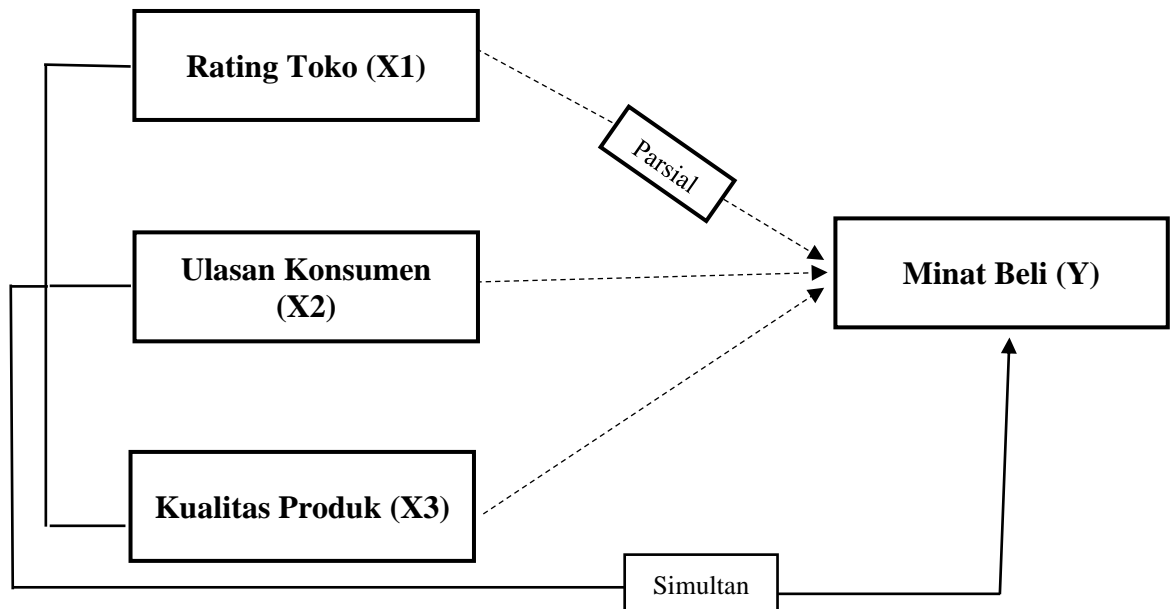 Rating Toko (X1)
Parsial
Ulasan Konsumen
(X2)
Minat Beli (Y)
Kualitas Produk (X3)
Simultan